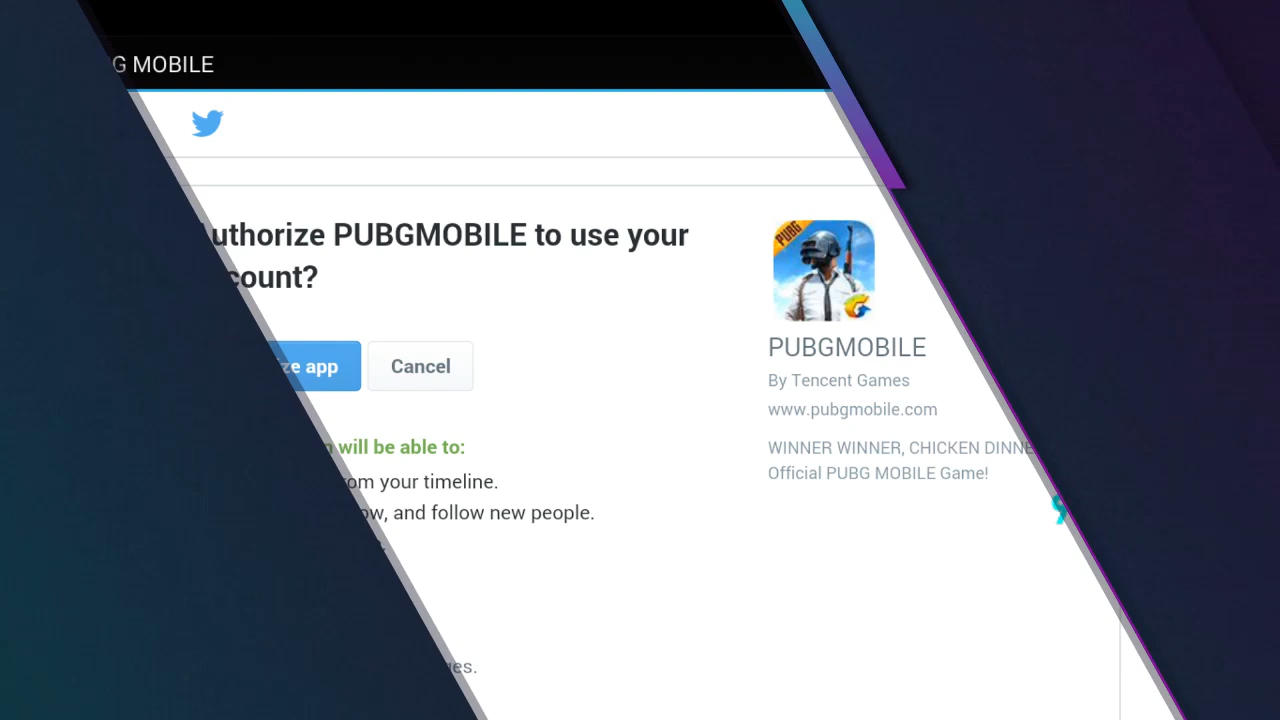 G MOBILE
uthorize PUBGMOBILE to use your
count?
ze app
Cancel
will be able to:
om your timeline.
ow, and follow new people.
es.
PUBG
PUBGMOBILE
By Tencent Games
www.pubgmobile.com
WINNER WINNER, CHICKEN DINNE
Official PUBG MOBILE Game!